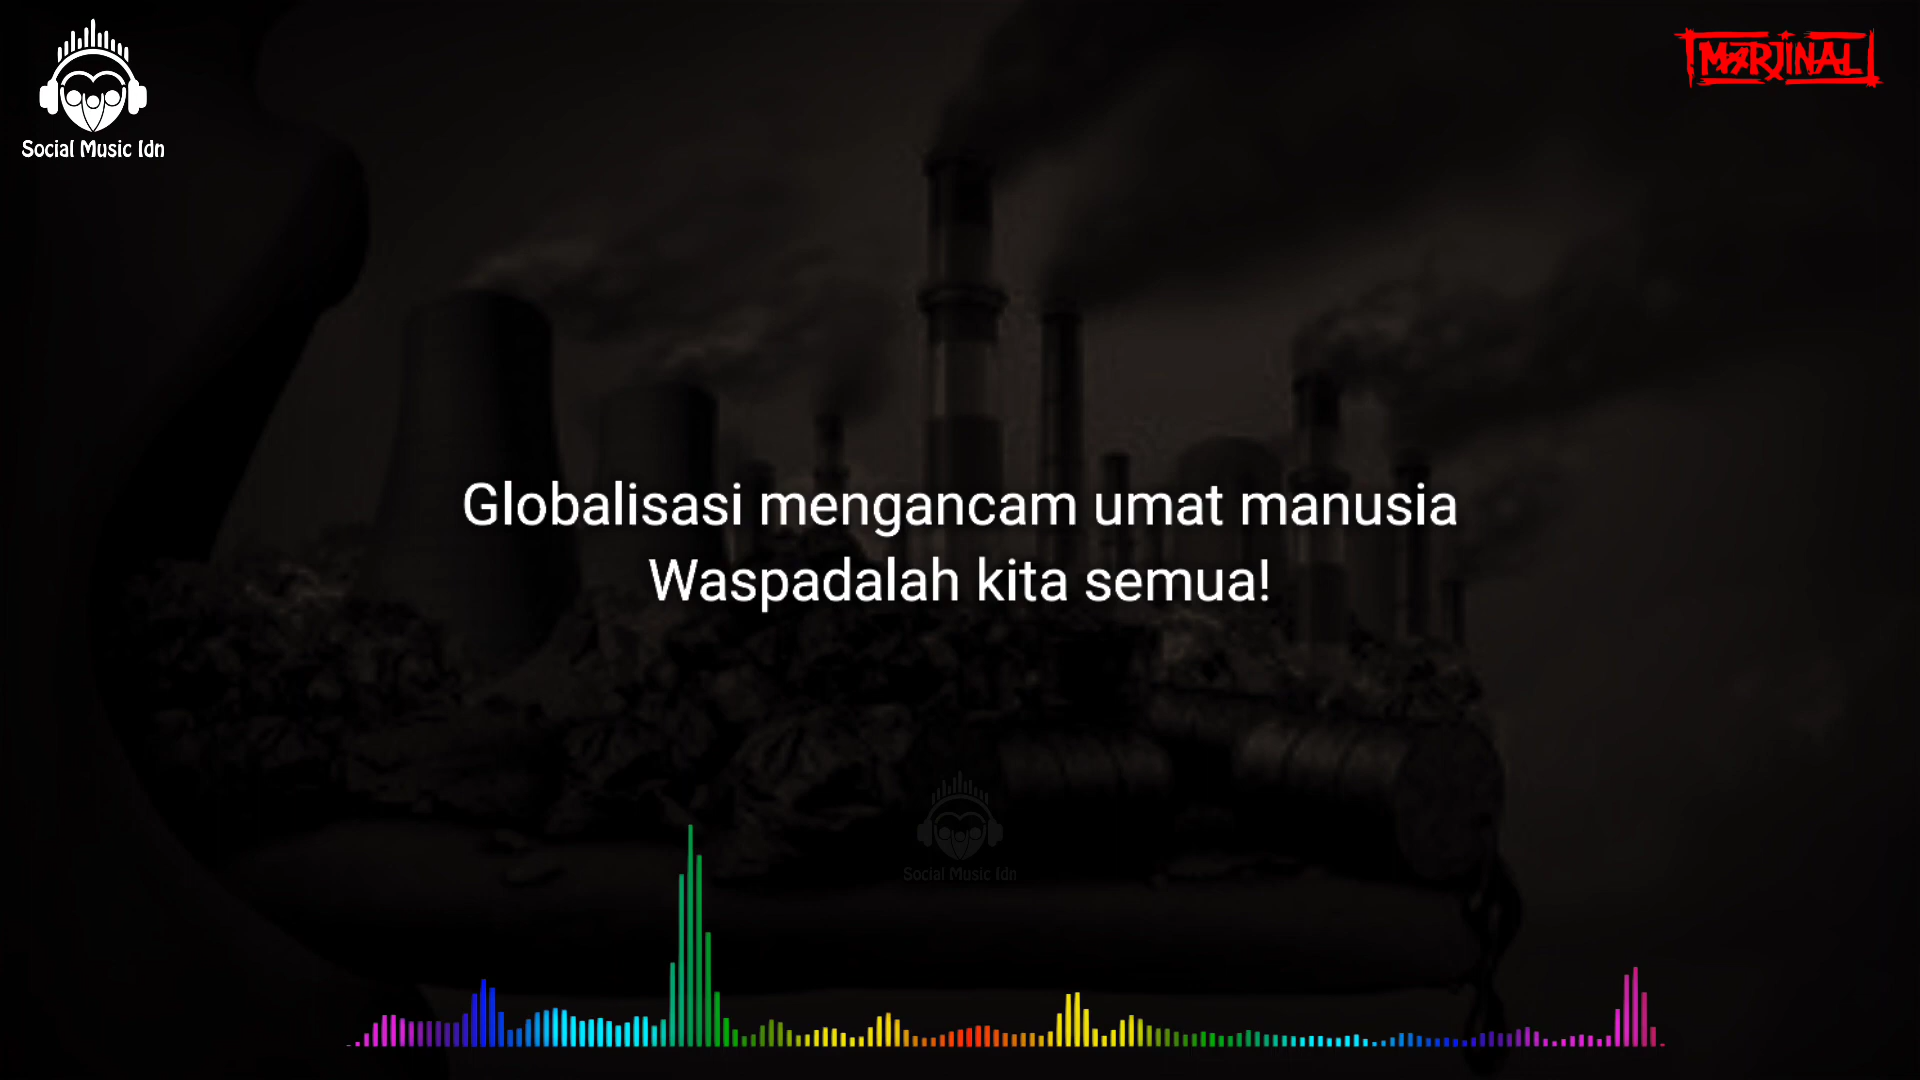 Social Music Idn
MARJINAL
Globalisasi mengancam umat manusia
Waspadalah kita semua!
Social Music Idn